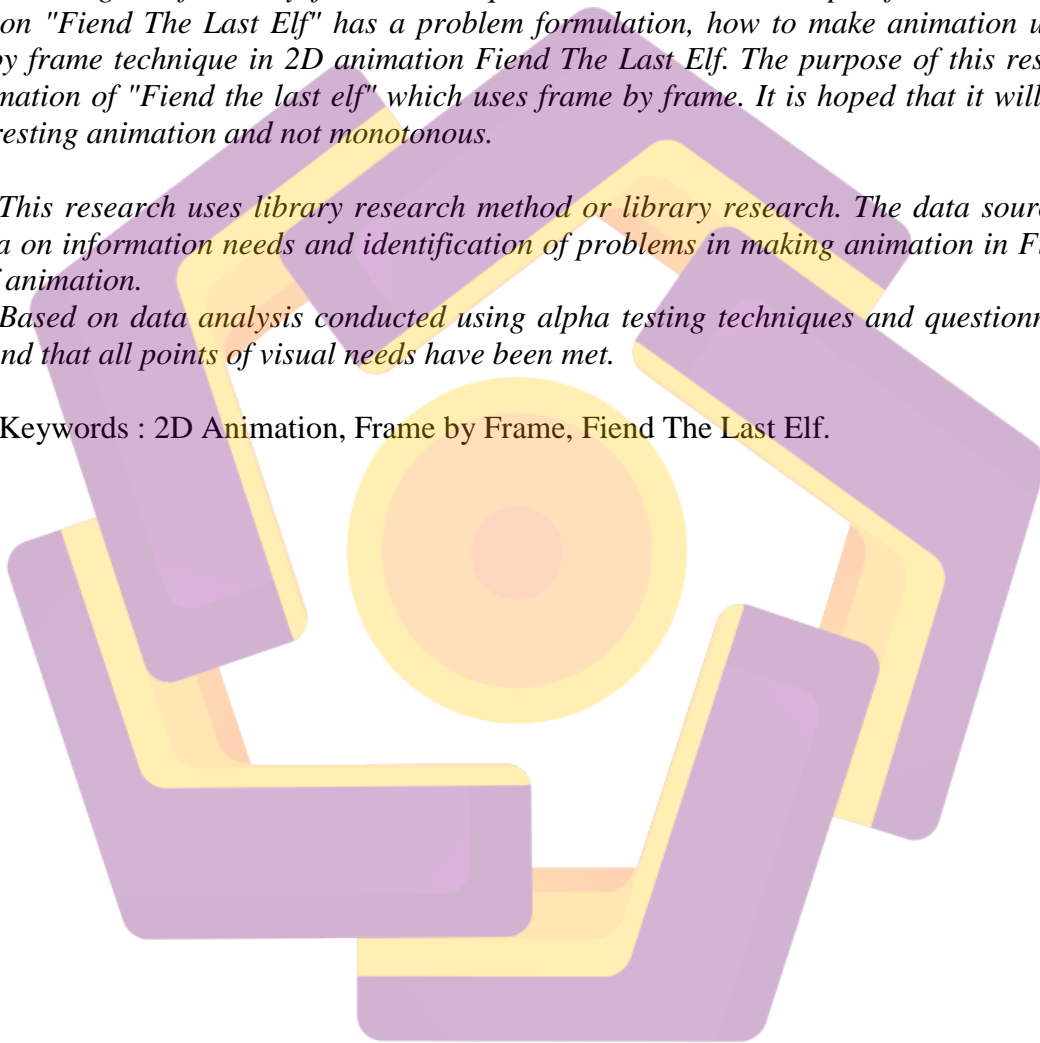 on "Fiend The Last Elf" has a problem formulation, how to make animation
by frame technique in 2D animation Fiend The Last Elf. The purpose of this
mation of "Fiend the last elf" which uses frame by frame. It is hoped that it will
resting animation and not monotonous.
This research uses library research method or library research. The data
a on information needs and identification of problems in making animation in
animation.
Based on data analysis conducted using alpha testing techniques and
nd that all points of visual needs have been met.
Keywords : 2D Animation, Frame by Frame, Fiend The Last Elf.